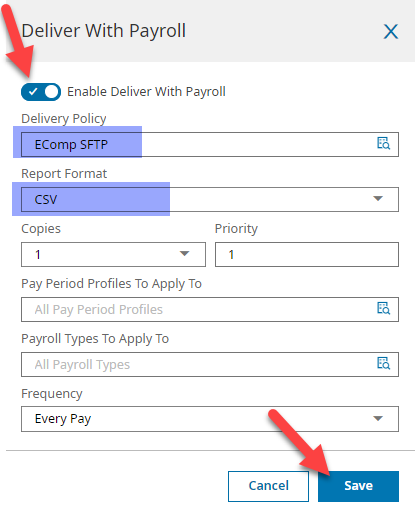 Deliver With Payroll
Enable Deliver With Payroll
Delivery Policy
EComp SFTP
Report Format
CSV
Copies
Priority
1
1
Pay Period Profiles To Apply To
All Pay Period Profiles
Payroll Types To Apply To
All Payroll Types
Frequency
Every Pay
Cancel
Save